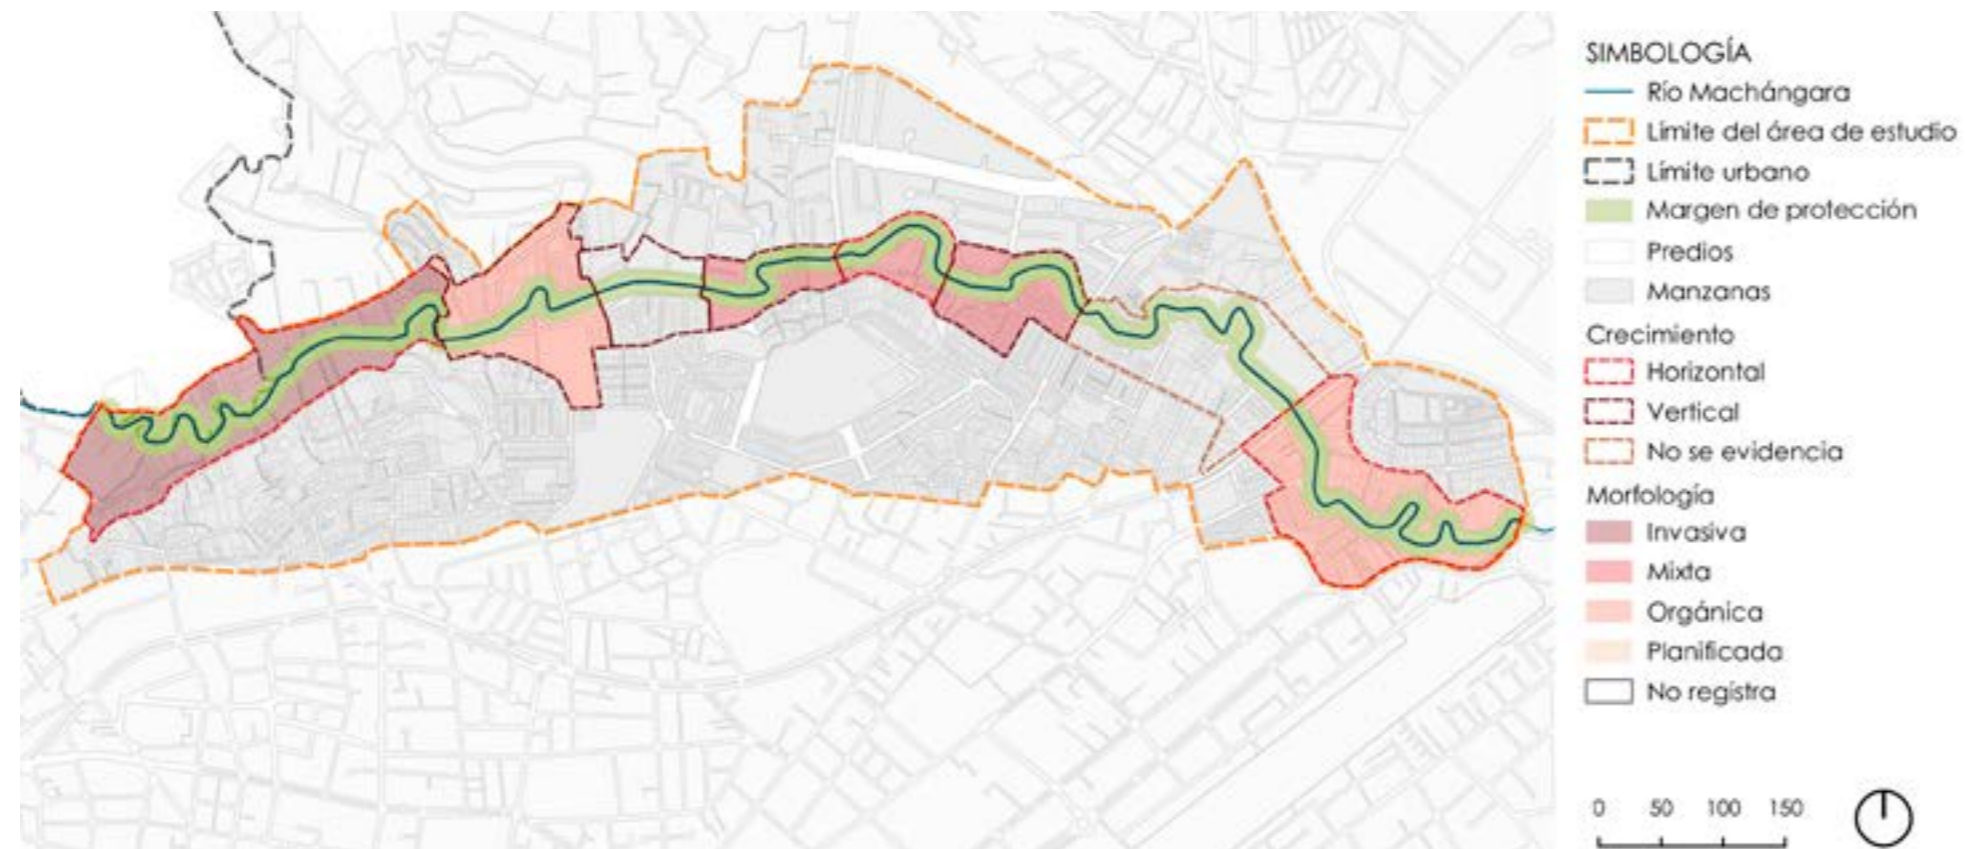 SIMBOLOGÍA
Río Machángara
Límite del área de estudio
Límite urbano
Margen de protección
Predios
Manzanas
Crecimiento
Horizontal
Vertical
No se evidencia
Morfología
Invasiva
Mixta
Orgánica
Planificada
No registra
0 50 100 150